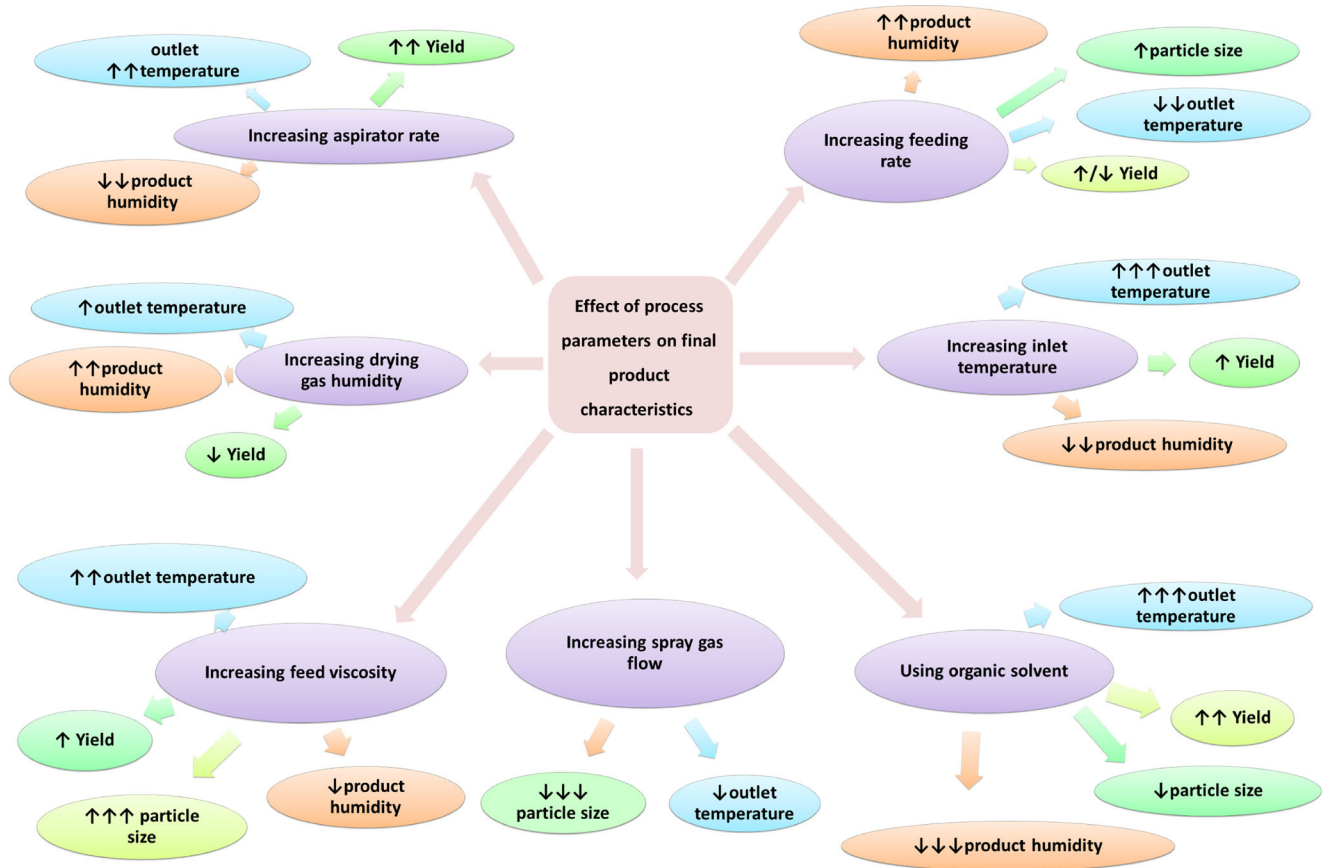 outlet
↑↑temperature
↑↑ Yield
Increasing aspirator rate
↓↓product
humidity
↑↑product
humidity
↑particle size
↓↓outlet
temperature
Increasing feeding
rate
↑/↓ Yield
Effect of process
parameters on final
product
characteristics
↑outlet temperature
↑↑product
humidity
Increasing drying
gas humidity
↓ Yield
↑↑↑outlet
temperature
Increasing inlet
temperature
↑ Yield
↓↓product humidity
↑↑outlet temperature
Increasing feed viscosity
↑ Yield
↑↑↑ particle
size
↓product
humidity
Increasing spray gas
flow
↓↓↓
particle size
↓outlet
temperature
↑↑↑outlet
temperature
Using organic solvent
↑↑ Yield
↓particle size
↓↓↓product humidity